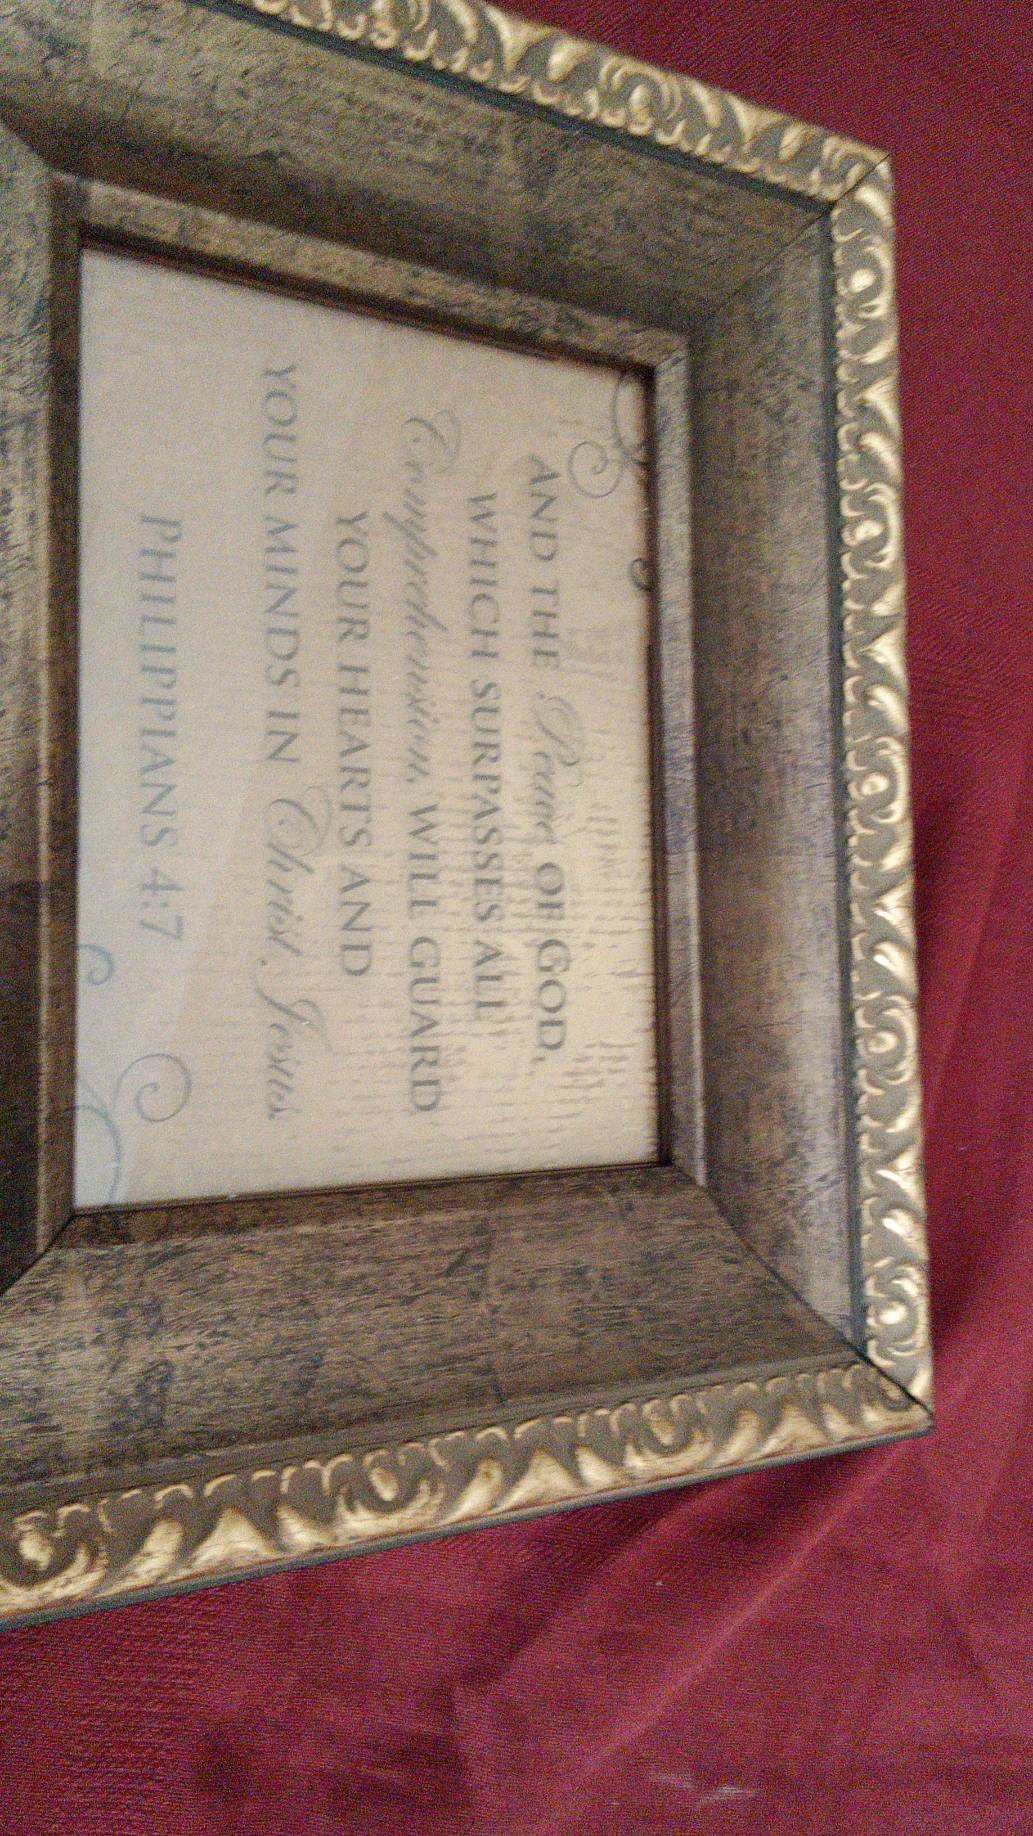 AND THE Peace OF GOD,
WHICH SURPASSES ALL
Comprehension, WILL GUARD
YOUR HEARTS AND
YOUR MINDS IN Christ Jesus
PHILIPPIANS 4:7